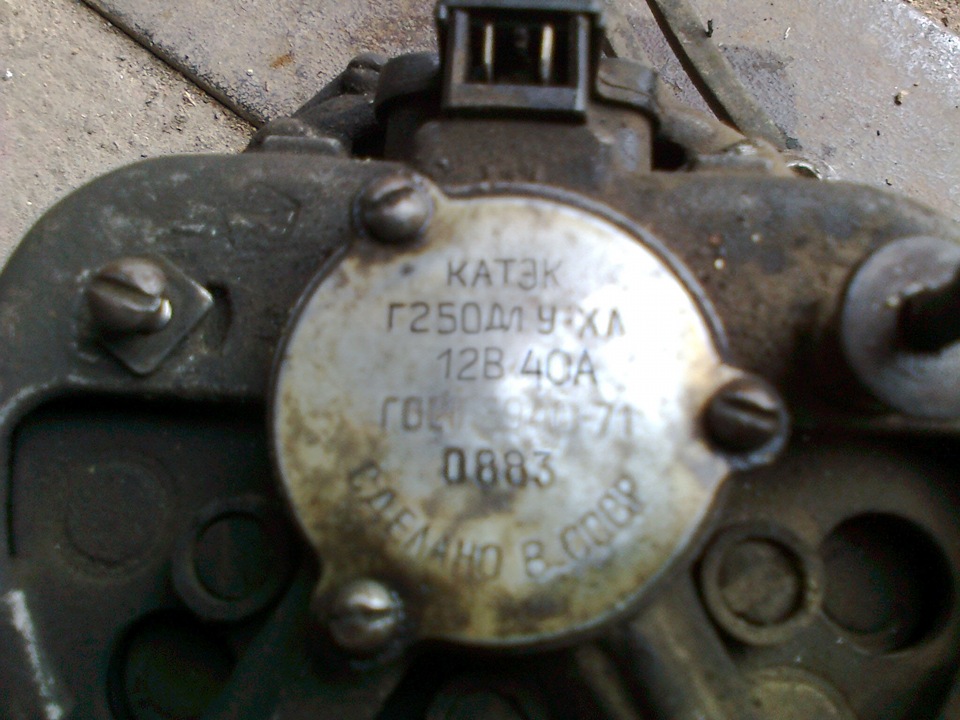 КАТЭК
Г250Д1 У-ХЛ
12В 40А
0883
СДЕЛАНО В СССР